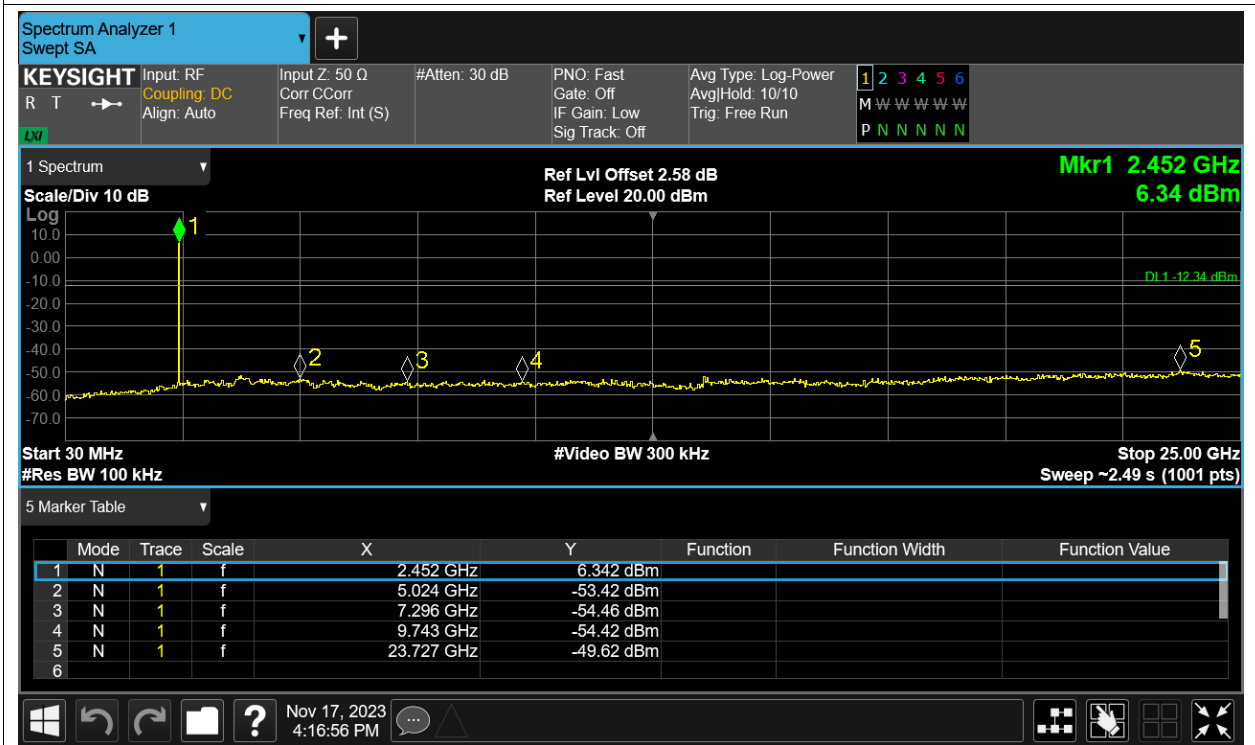 Spectrum Analyzer 1
Swept SA
+
KEYSIGHT
R T
LXI
Input: RF
Coupling: DC
Align: Auto
Input Z: 50 Ω
Corr CCorr
Freq Ref: Int (S)
#Atten: 30 dB
PNO: Fast
Gate: Off
IF Gain: Low
Sig Track: Off
Avg Type: Log-Power
Avg|Hold: 10/10
Trig: Free Run
1 2 3 4 5 6
M W W W W W
P N N N N N
1 Spectrum
Scale/Div 10 dB
Ref Lvl Offset 2.58 dB
Ref Level 20.00 dBm
Mkr1 2.452 GHz
6.34 dBm
Log
10.0
0.00
-10.0
-20.0
-30.0
-40.0
-50.0
-60.0
-70.0
1
2
3
4
5
DL1 -12.34 dBm
Start 30 MHz
#Video BW 300 kHz
Stop 25.00 GHz
#Res BW 100 kHz
Sweep ~2.49 s (1001 pts)
5 Marker Table
Mode Trace Scale X Y Function Function Width Function Value
1 N 1 f 2.452 GHz 6.342 dBm
2 N 1 f 5.024 GHz -53.42 dBm
3 N 1 f 7.296 GHz -54.46 dBm
4 N 1 f 9.743 GHz -54.42 dBm
5 N 1 f 23.727 GHz -49.62 dBm
6
?
Nov 17, 2023
4:16:56 PM